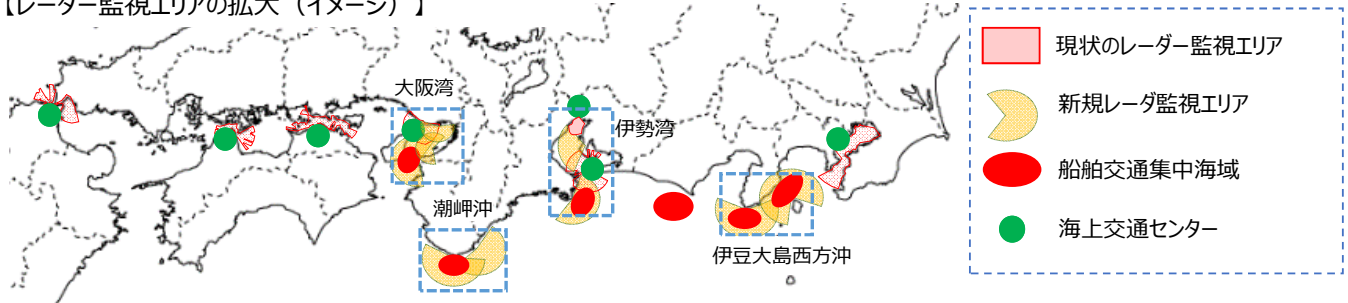 【レーダー監視エリアの拡大（イメージ）】
大阪湾
伊勢湾
潮岬沖
伊豆大島西方沖
現状のレーダー監視エリア
新規レーダ監視エリア
船舶交通集中海域
海上交通センター